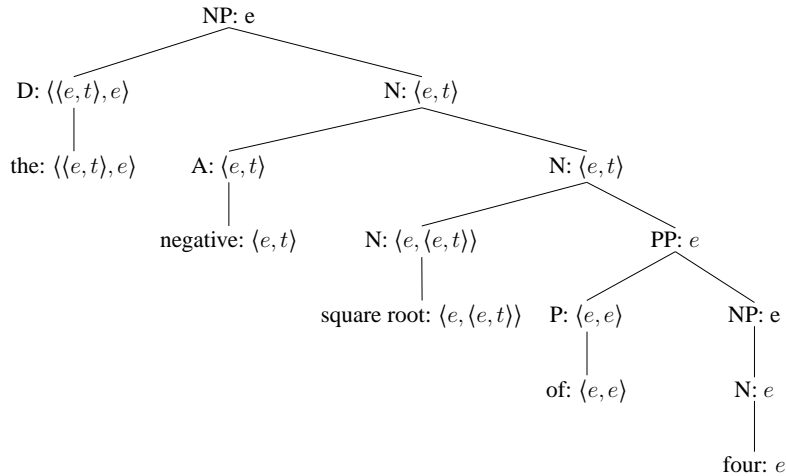 NP: e
D: ⟨⟨e, t⟩, e⟩ N: ⟨e, t⟩
the: ⟨⟨e, t⟩, e⟩ A: ⟨e, t⟩ N: ⟨e, t⟩
negative: ⟨e, t⟩ N: ⟨e, ⟨e, t⟩⟩ PP: e
square root: ⟨e, ⟨e, t⟩⟩ P: ⟨e, e⟩ NP: e
of: ⟨e, e⟩ N: e
four: e